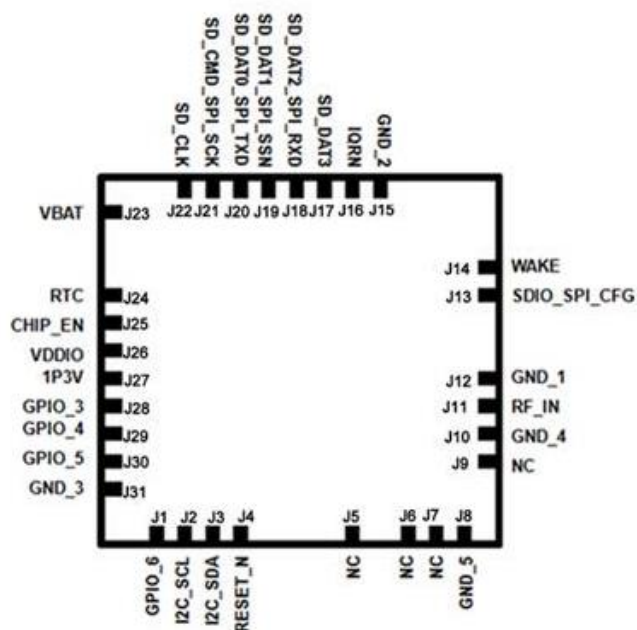 SD_CLK
SD_CMD_SPI_SCK
SD_DAT0_SPI_TXD
SD_DAT1_SPI_SSN
SD_DAT2_SPI_RXD
SD_DAT3
IQRN
GND_2
J22 J21 J20 J19 J18 J17 J16 J15
VBAT J23
J14 WAKE
RTC J24
J13 SDIO_SPI_CFG
CHIP_EN J25
VDDIO J26
1P3V J27
J12 GND_1
GPIO_3 J28
J11 RF_IN
GPIO_4 J29
J10 GND_4
GPIO_5 J30
J9 NC
GND_3 J31
J1 J2 J3 J4 J5 J6 J7 J8
GPIO_6
I2C_SCL
I2C_SDA
RESET_N
NC
NC
NC
GND_5